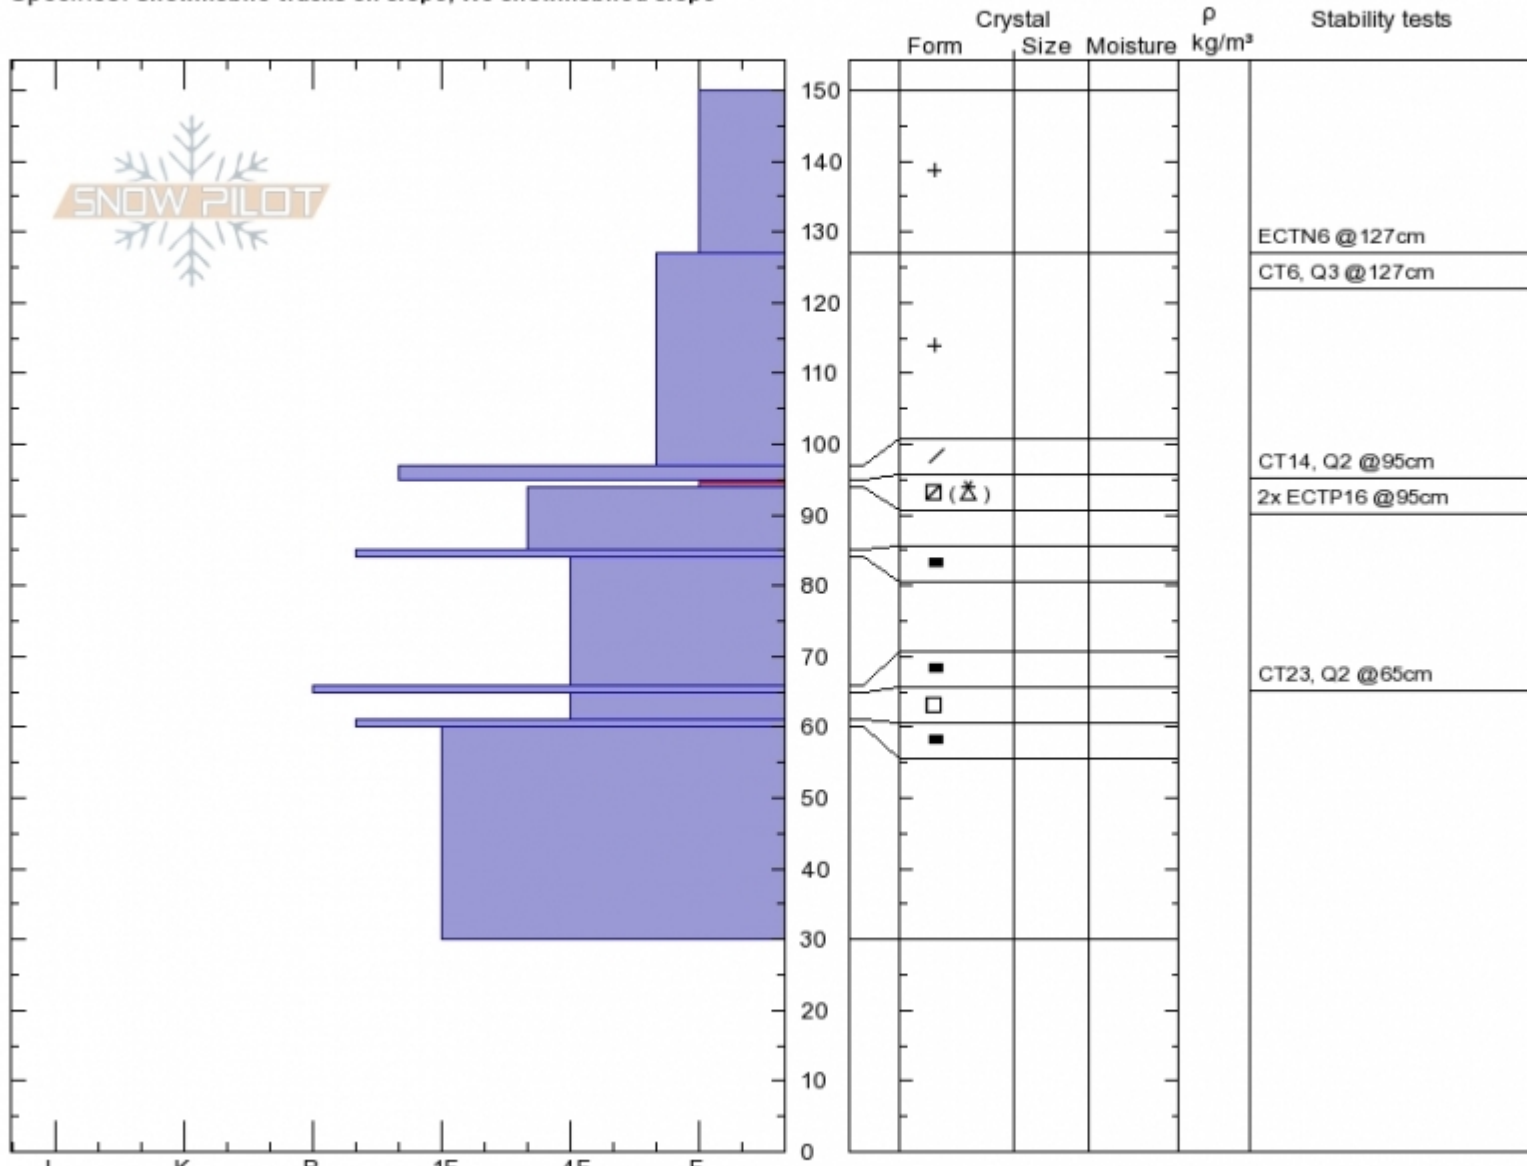 Crystal
ρ
Stability tests
Form
Size
Moisture
kg/m³
SNOW PILOT
150
140
130
120
110
100
90
80
70
60
50
40
30
20
10
0
ECTN6 @127cm
CT6, Q3 @127cm
CT14, Q2 @95cm
2x ECTP16 @95cm
CT23, Q2 @65cm